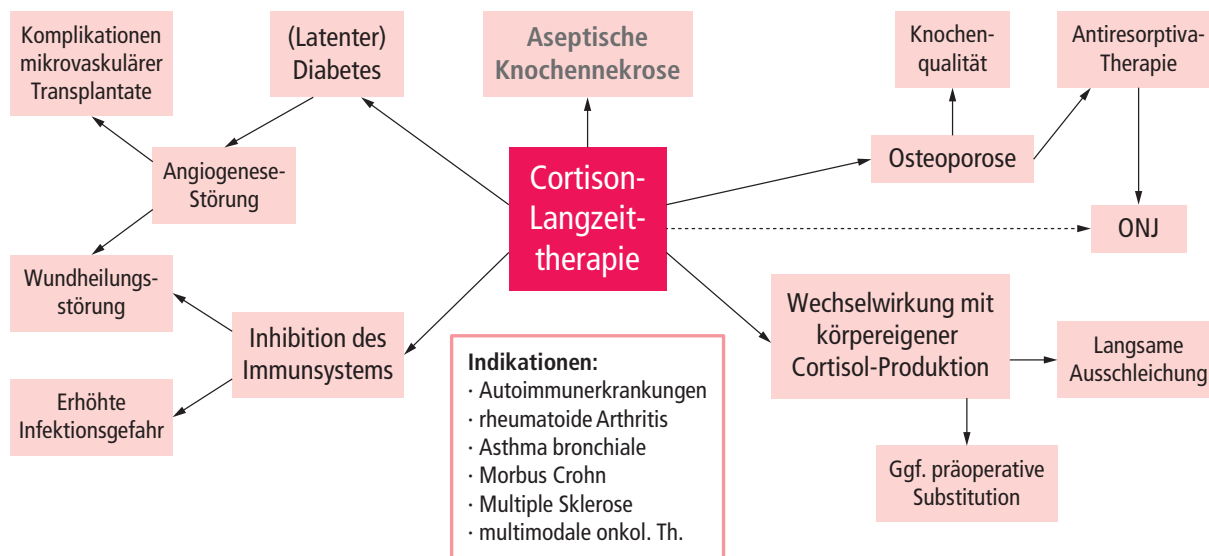 Komplikationen
mikrovaskulärer
Transplantate
(Latenter)
Diabetes
Aseptische
Knochennekrose
Knochen-
qualität
Antiresorptiva-
Therapie
Angiogenese-
Störung
Cortison-
Langzeit-
therapie
Osteoporose
ONJ
Wundheilungs-
störung
Inhibition des
Immunsystems
Erhöhte
Infektionsgefahr
Indikationen:
· Autoimmunerkrankungen
· rheumatoide Arthritis
· Asthma bronchiale
· Morbus Crohn
· Multiple Sklerose
· multimodale onkol. Th.
Wechselwirkung mit
körpereigener
Cortisol-Produktion
Langsame
Ausschleichung
Ggf. präoperative
Substitution